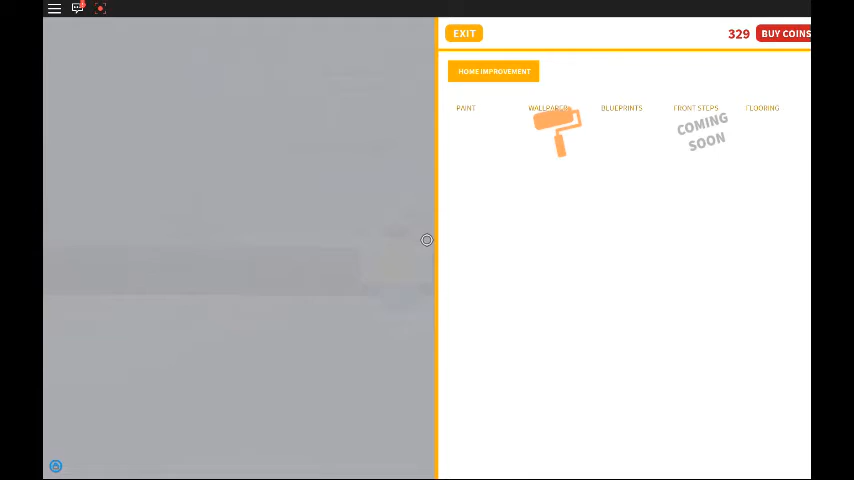 EXIT
329
BUY COINS
HOME IMPROVEMENT
PAINT
WALLPAPER
BLUEPRINTS
FRONT STEPS
FLOORING
COMING
SOON